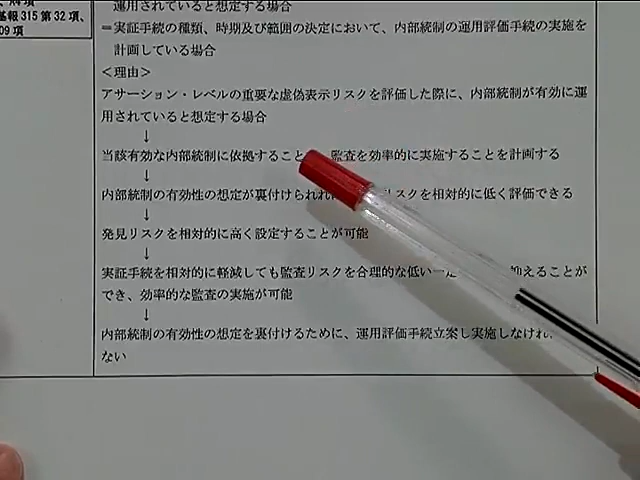 、A4項
基報315第32項、
09項
運用されていると想定する場合
＝実証手続の種類、時期及び範囲の決定において、内部統制の運用評価手続の実施を
計画している場合
＜理由＞
アサーション・レベルの重要な虚偽表示リスクを評価した際に、内部統制が有効に運
用されていると想定する場合
↓
当該有効な内部統制に依拠すること 監査を効率的に実施することを計画する
↓
内部統制の有効性の想定が裏付けられれ リスクを相対的に低く評価できる
↓
発見リスクを相対的に高く設定することが可能
↓
実証手続を相対的に軽減しても監査リスクを合理的な低い一定 抑えることが
でき、効率的な監査の実施が可能
↓
内部統制の有効性の想定を裏付けるために、運用評価手続立案し実施しなけれ
ない